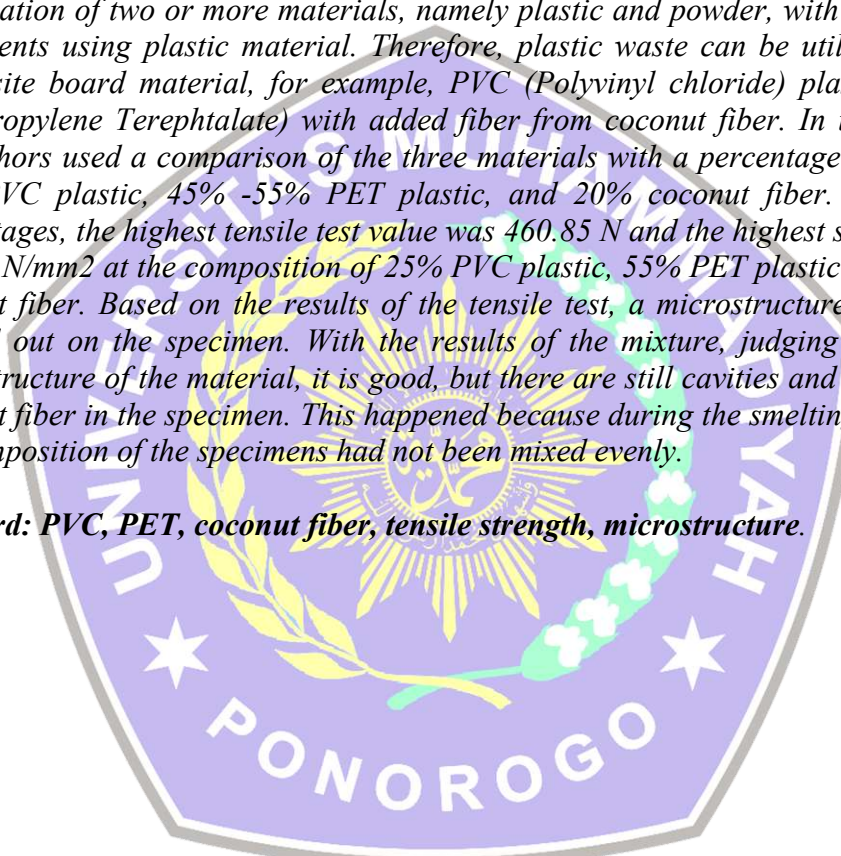 ation of two or more materials, namely plastic and powder, with
ents using plastic material. Therefore, plastic waste can be util
site board material, for example, PVC (Polyvinyl chloride) pla
ropylene Terephtalate) with added fiber from coconut fiber. In
hors used a comparison of the three materials with a percentage
VC plastic, 45% -55% PET plastic, and 20% coconut fiber.
tages, the highest tensile test value was 460.85 N and the highest s
N/mm2 at the composition of 25% PVC plastic, 55% PET plastic
t fiber. Based on the results of the tensile test, a microstructure
out on the specimen. With the results of the mixture, judging
tructure of the material, it is good, but there are still cavities and
t fiber in the specimen. This happened because during the smeltin
position of the specimens had not been mixed evenly.
rd: PVC, PET, coconut fiber, tensile strength, microstructure.
UNIVERSITAS MUHAMMADIYAH
PONOROGO
محمد